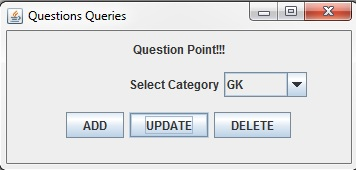 Questions Queries
Question Point!!!
Select Category GK
ADD UPDATE DELETE